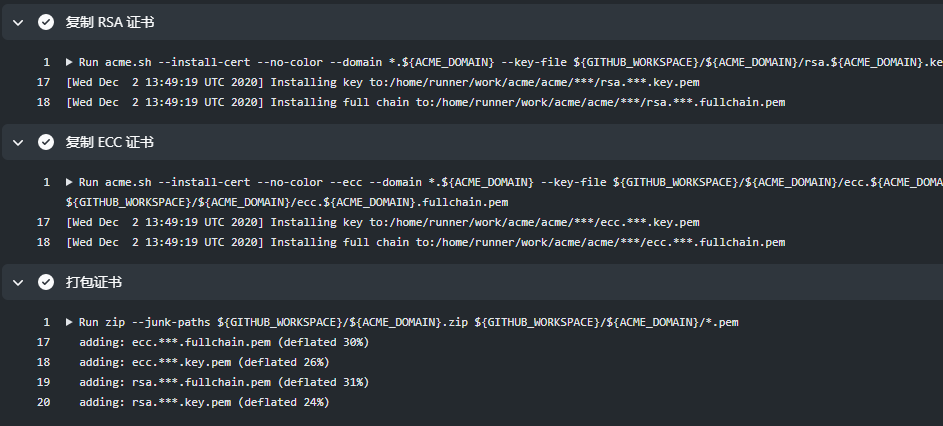 复制 RSA 证书
1 Run acme.sh --install-cert --no-color --domain *.${ACME_DOMAIN} --key-file ${GITHUB_WORKSPACE}/${ACME_DOMAIN}/rsa.${ACME_DOMAIN}.ke
17 [Wed Dec  2 13:49:19 UTC 2020] Installing key to:/home/runner/work/acme/acme/***/rsa.***.key.pem
18 [Wed Dec  2 13:49:19 UTC 2020] Installing full chain to:/home/runner/work/acme/acme/***/rsa.***.fullchain.pem
复制 ECC 证书
1 Run acme.sh --install-cert --no-color --ecc --domain *.${ACME_DOMAIN} --key-file ${GITHUB_WORKSPACE}/${ACME_DOMAIN}/ecc.${ACME_DOMA
${GITHUB_WORKSPACE}/${ACME_DOMAIN}/ecc.${ACME_DOMAIN}.fullchain.pem
17 [Wed Dec  2 13:49:19 UTC 2020] Installing key to:/home/runner/work/acme/acme/***/ecc.***.key.pem
18 [Wed Dec  2 13:49:19 UTC 2020] Installing full chain to:/home/runner/work/acme/acme/***/ecc.***.fullchain.pem
打包证书
1 Run zip --junk-paths ${GITHUB_WORKSPACE}/${ACME_DOMAIN}.zip ${GITHUB_WORKSPACE}/${ACME_DOMAIN}/*.pem
17 adding: ecc.***.fullchain.pem (deflated 30%)
18 adding: ecc.***.key.pem (deflated 26%)
19 adding: rsa.***.fullchain.pem (deflated 31%)
20 adding: rsa.***.key.pem (deflated 24%)